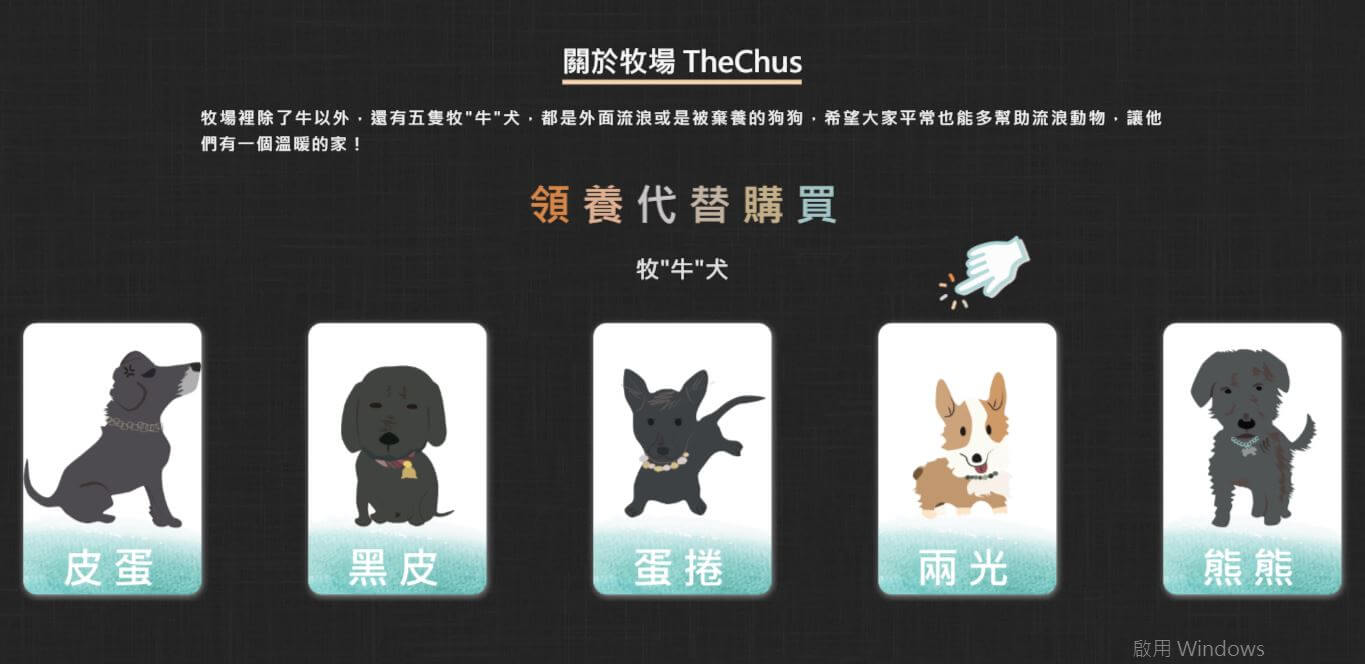 關於牧場 TheChus
牧場裡除了牛以外，還有五隻牧"牛"犬，都是外面流浪或是被棄養的狗狗，希望大家平常也能多幫助流浪動物，讓他
們有一個溫暖的家！
領養代替購買
牧"牛"犬
皮蛋
黑皮
蛋捲
兩光
熊熊
啟用 Windows